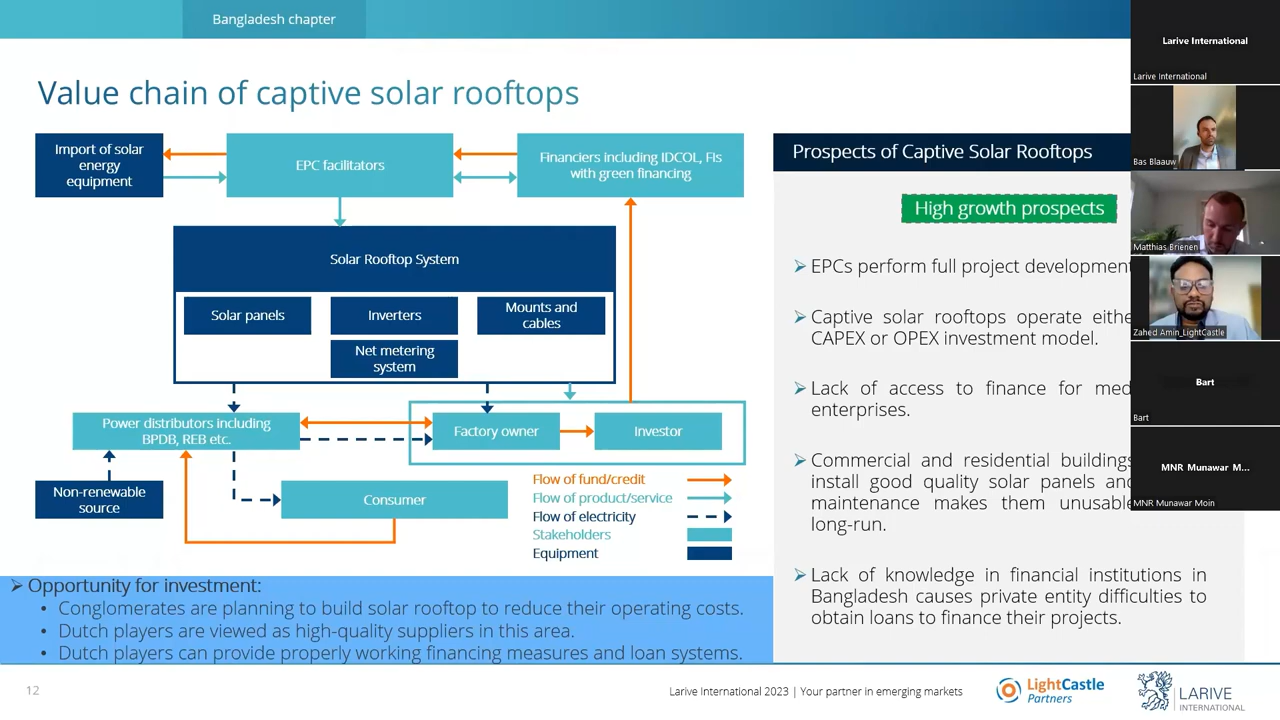 Bangladesh chapter
Value chain of captive solar rooftops
Import of solar
energy
equipment
EPC facilitators
Financiers including IDCOL, FIs
with green financing
Solar Rooftop System
Solar panels
Inverters
Mounts and
cables
Net metering
system
Power distributors including
BPDB, REB etc.
Factory owner
Investor
Non-renewable
source
Consumer
Flow of fund/credit
Flow of product/service
Flow of electricity
Stakeholders
Equipment
Opportunity for investment:
• Conglomerates are planning to build solar rooftop to reduce their operating costs.
• Dutch players are viewed as high-quality suppliers in this area.
• Dutch players can provide properly working financing measures and loan systems.
Prospects of Captive Solar Rooftops
High growth prospects
EPCs perform full project development
Captive solar rooftops operate
CAPEX or OPEX investment model.
Lack of access to finance for
enterprises.
Commercial and residential buildings
install good quality solar panels
maintenance makes them unusable
long-run.
Lack of knowledge in financial institutions in
Bangladesh causes private entity difficulties to
obtain loans to finance their projects.
Larive International
Larive International
Bas Blaauw
Matthias Brienen
Zahed Amin_LightCastle
Bart
Bart
MNR Munawar M...
MNR Munawar Moin
12
Larive International 2023 | Your partner in emerging markets
LightCastle
Partners
LARIVE
INTERNATIONAL